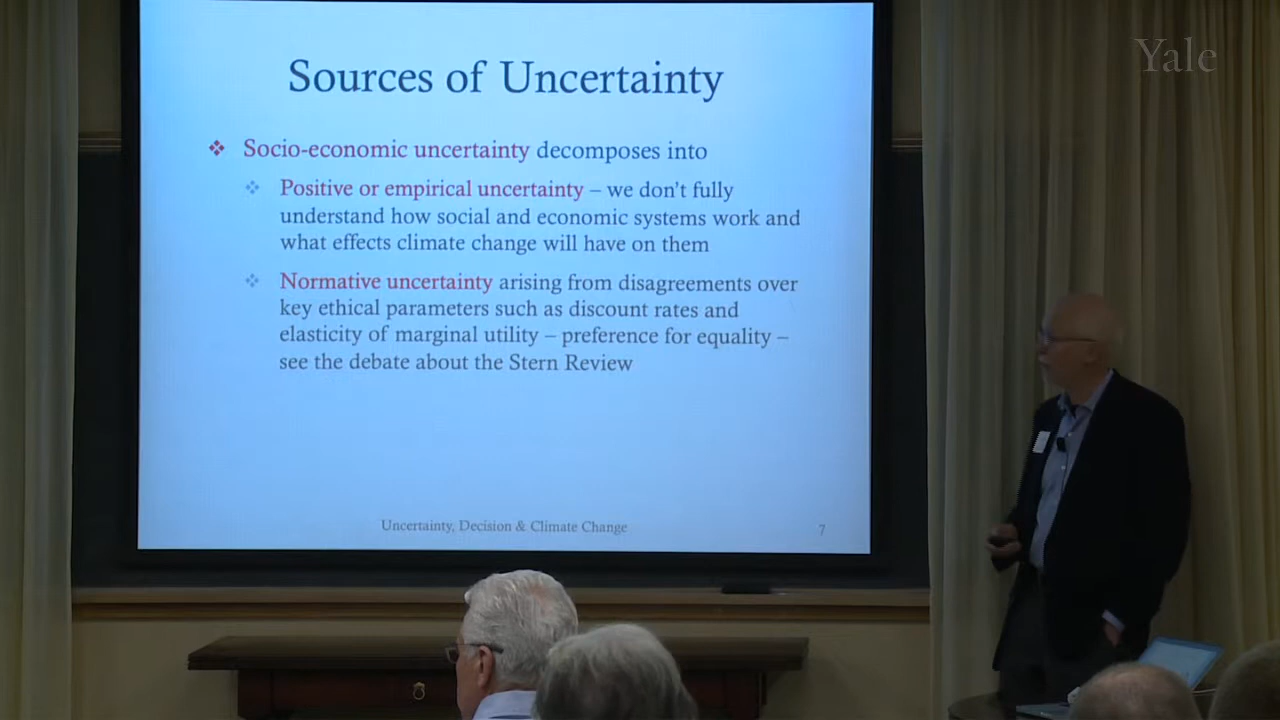 Yale
Sources of Uncertainty
Socio-economic uncertainty decomposes into
Positive or empirical uncertainty – we don't fully
understand how social and economic systems work and
what effects climate change will have on them
Normative uncertainty arising from disagreements over
key ethical parameters such as discount rates and
elasticity of marginal utility – preference for equality –
see the debate about the Stern Review
Uncertainty, Decision & Climate Change
7